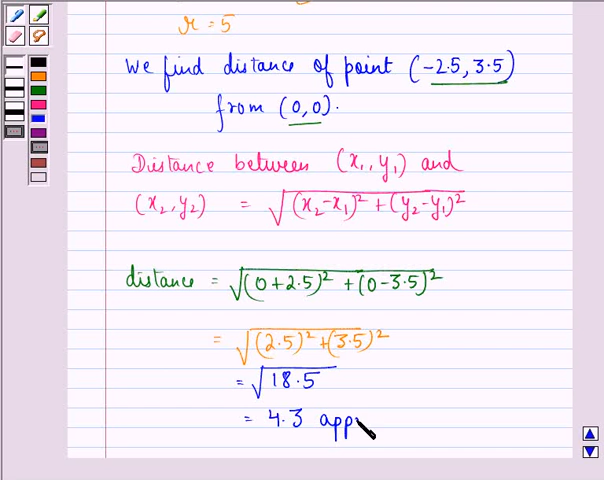 r = 5
We find distance of point (-2.5, 3.5)
from (0,0).
Distance between (x₁, y₁) and
(x₂, y₂) = √(x₂-x₁)² + (y₂-y₁)²
distance = √(0+2.5)² + (0-3.5)²
= √(2.5)² + (3.5)²
= √18.5
= 4.3 app